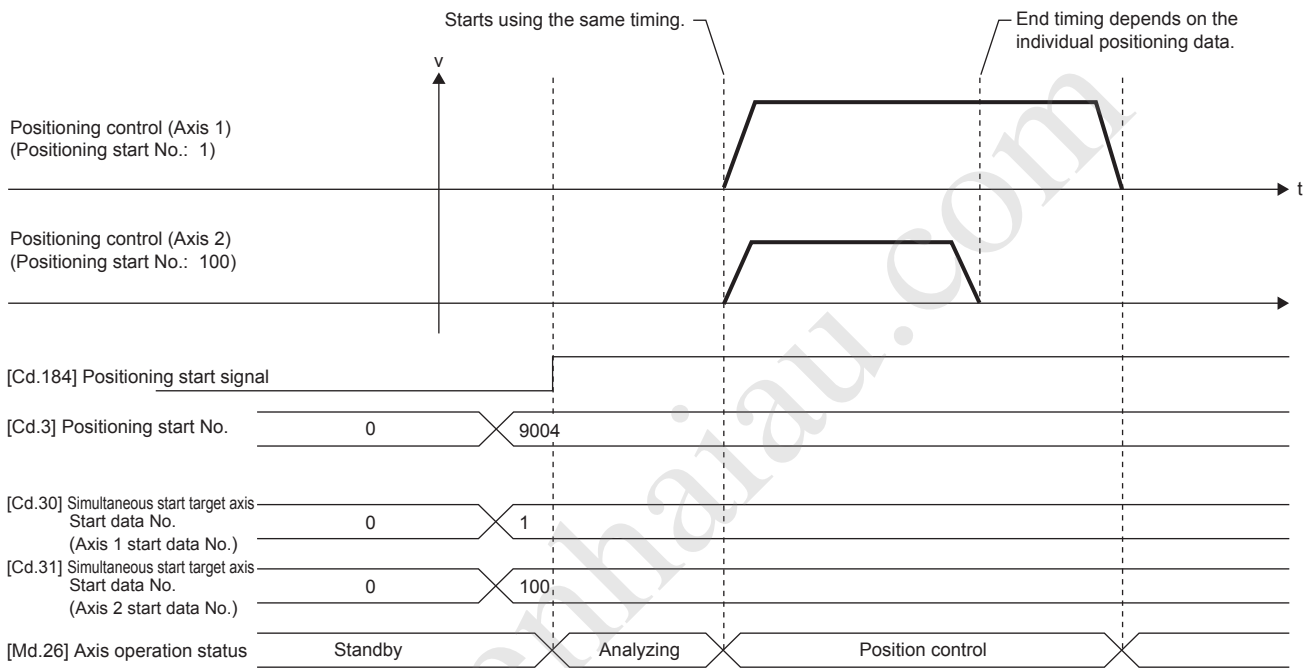 Starts using the same timing.
End timing depends on the
individual positioning data.
v
Positioning control (Axis 1)
(Positioning start No.: 1)
t
Positioning control (Axis 2)
(Positioning start No.: 100)
[Cd.184] Positioning start signal
[Cd.3] Positioning start No.
0
9004
[Cd.30] Simultaneous start target axis
Start data No.
(Axis 1 start data No.)
0
1
[Cd.31] Simultaneous start target axis
Start data No.
(Axis 2 start data No.)
0
100
[Md.26] Axis operation status
Standby
Analyzing
Position control
enhaiau.com